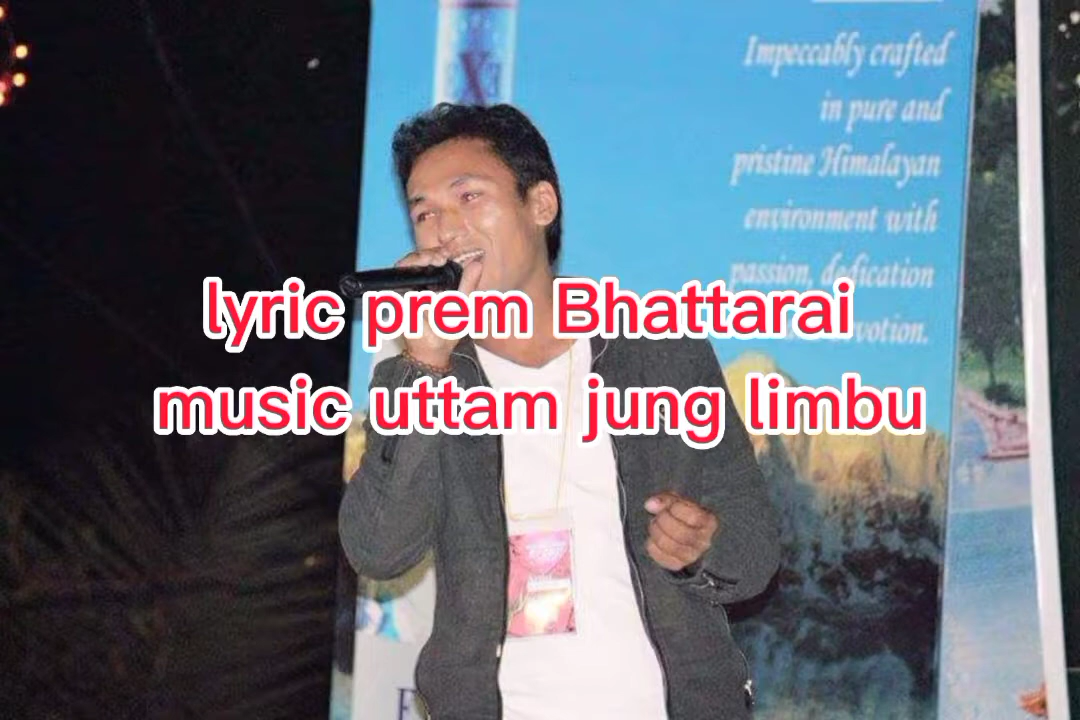 Impeccably crafted
in pure and
pristine Himalayan
environment with
passion, dedication
lyric prem Bhattarai
music uttam jung limbu